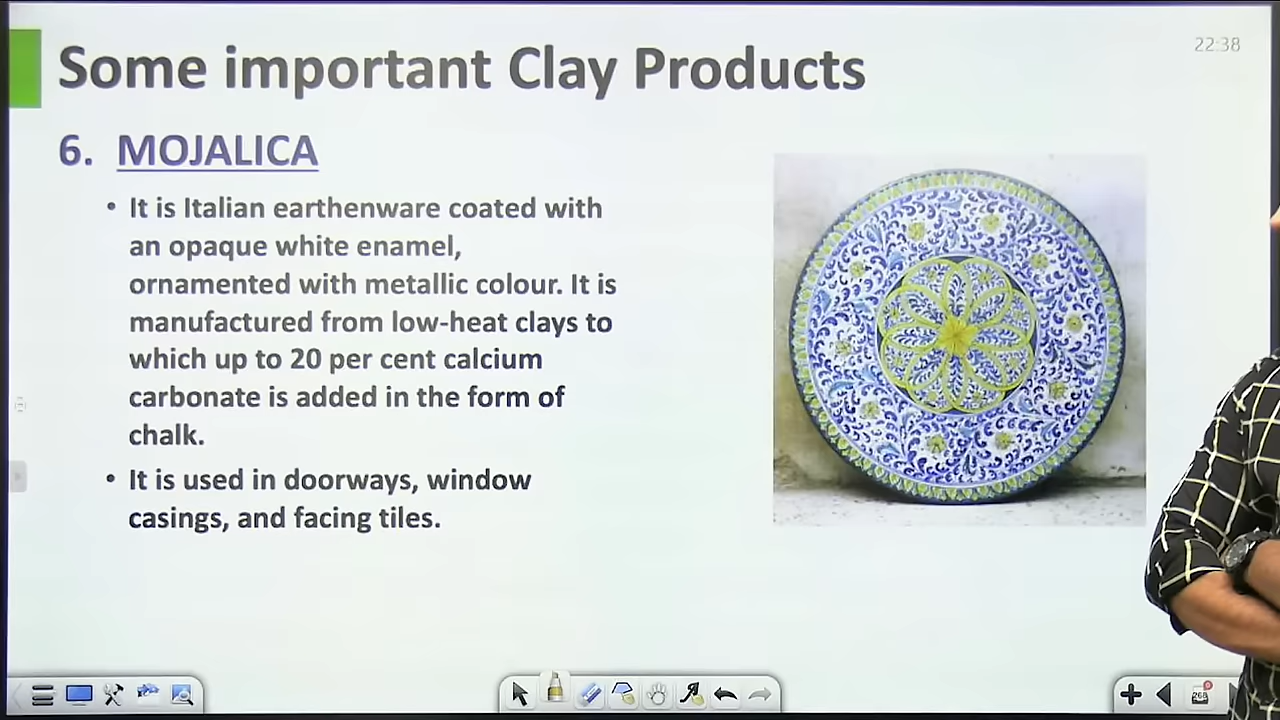 Some important Clay Products
22:38
6. MOJALICA
• It is Italian earthenware coated with
an opaque white enamel,
ornamented with metallic colour. It is
manufactured from low-heat clays to
which up to 20 per cent calcium
carbonate is added in the form of
chalk.
• It is used in doorways, window
casings, and facing tiles.
268